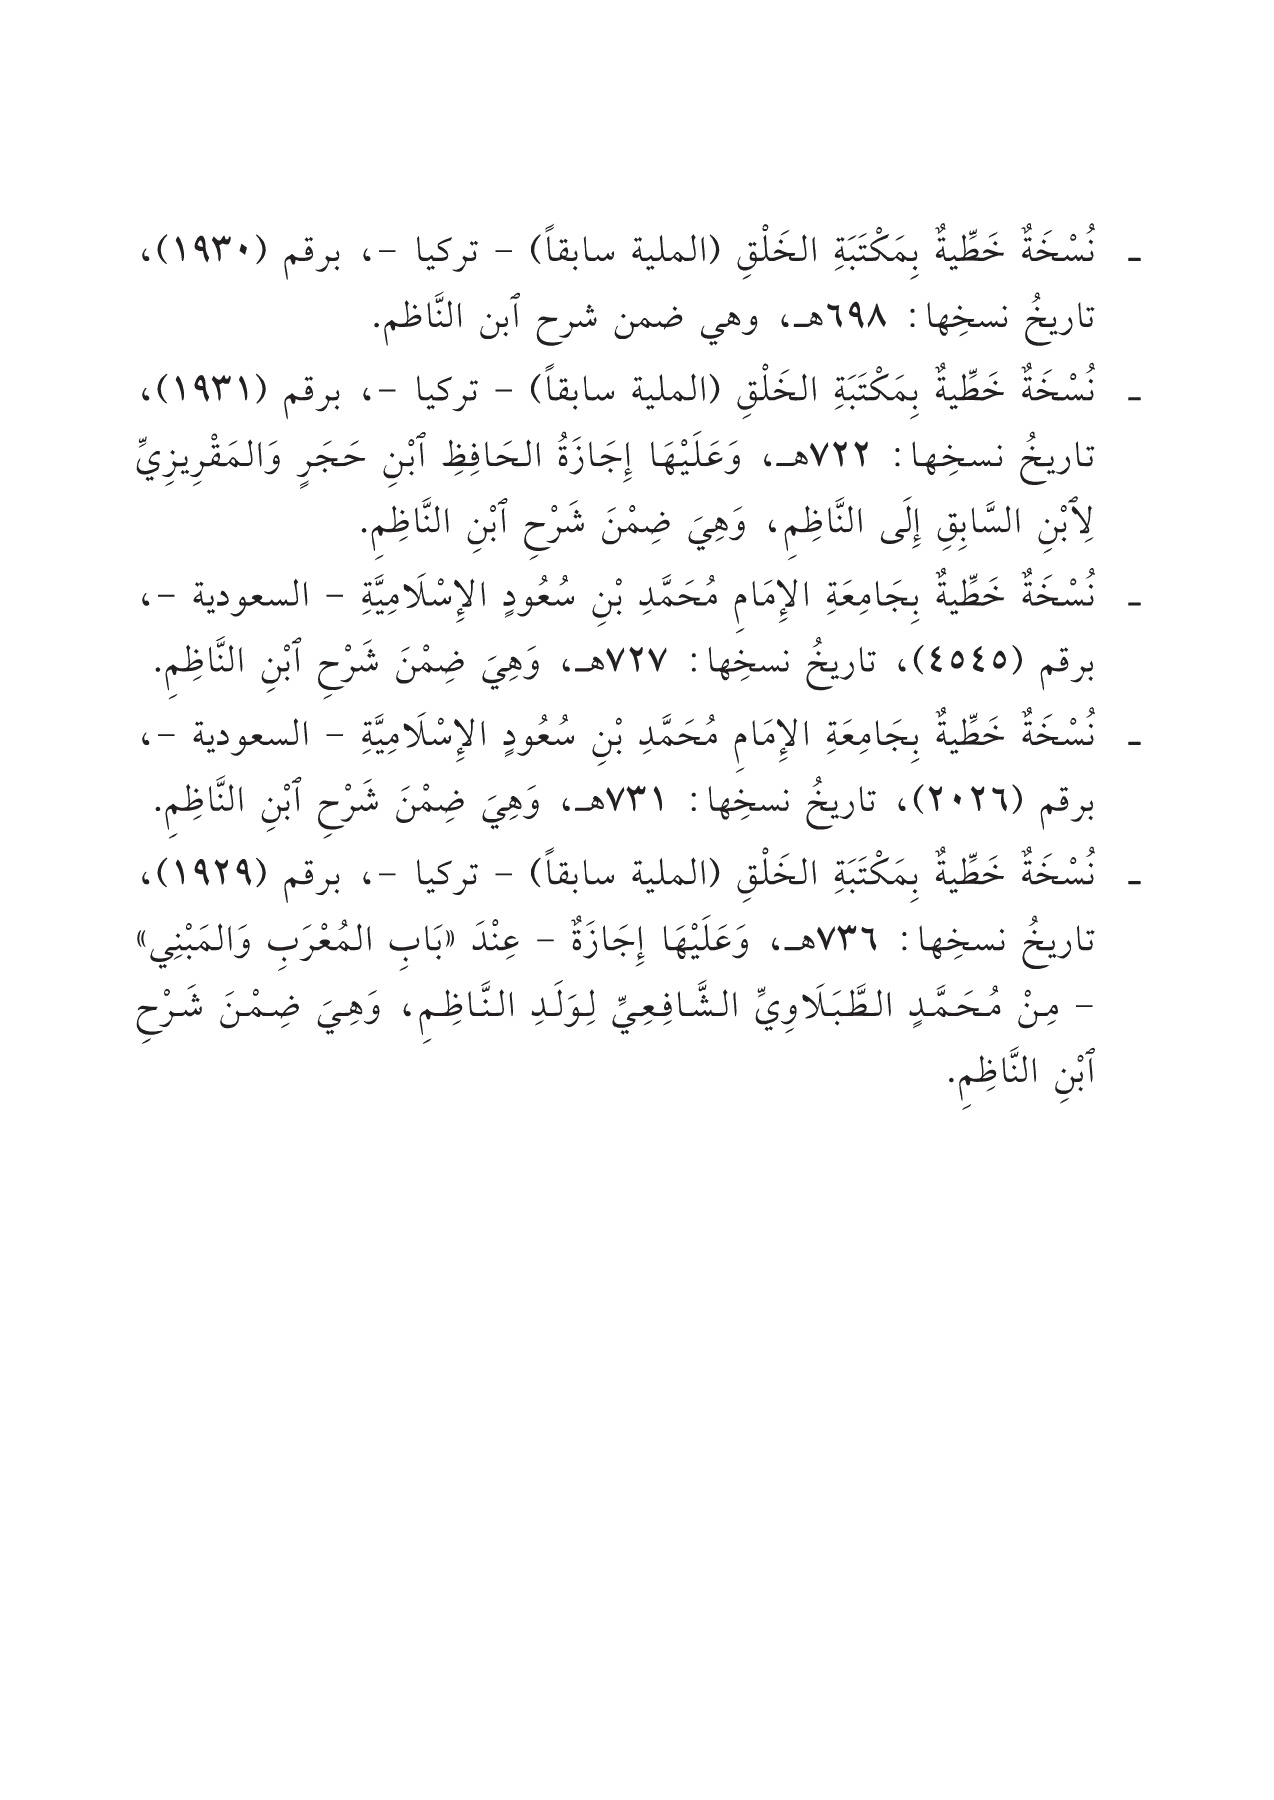 ـ نُسْخَةٌ خَطِّيةٌ بِمَكْتَبَةِ الخَلْقِ (الملية سابقاً) – تركيا –، برقم (١٩٣٠)،
تاريخُ نسخِها: ٦٩٨هـ، وهي ضمن شرح ٱبن النَّاظم.
ـ نُسْخَةٌ خَطِّيةٌ بِمَكْتَبَةِ الخَلْقِ (الملية سابقاً) – تركيا –، برقم (١٩٣١)،
تاريخُ نسخِها: ٧٢٢هـ، وَعَلَيْهَا إِجَازَةُ الحَافِظِ ٱبْنِ حَجَرٍ وَالمَقْرِيزِيِّ
لِٱبْنِ السَّابِقِ إِلَى النَّاظِمِ، وَهِيَ ضِمْنَ شَرْحِ ٱبْنِ النَّاظِمِ.
ـ نُسْخَةٌ خَطِّيةٌ بِجَامِعَةِ الإِمَامِ مُحَمَّدِ بْنِ سُعُودٍ الإِسْلَامِيَّةِ – السعودية –،
برقم (٤٥٤٥)، تاريخُ نسخِها: ٧٢٧هـ، وَهِيَ ضِمْنَ شَرْحِ ٱبْنِ النَّاظِمِ.
ـ نُسْخَةٌ خَطِّيةٌ بِجَامِعَةِ الإِمَامِ مُحَمَّدِ بْنِ سُعُودٍ الإِسْلَامِيَّةِ – السعودية –،
برقم (٢٠٢٦)، تاريخُ نسخِها: ٧٣١هـ، وَهِيَ ضِمْنَ شَرْحِ ٱبْنِ النَّاظِمِ.
ـ نُسْخَةٌ خَطِّيةٌ بِمَكْتَبَةِ الخَلْقِ (الملية سابقاً) – تركيا –، برقم (١٩٢٩)،
تاريخُ نسخِها: ٧٣٦هـ، وَعَلَيْهَا إِجَازَةٌ – عِنْدَ «بَابِ المُعْرَبِ وَالمَبْنِي»
– مِنْ مُحَمَّدٍ الطَّبَلَاوِيِّ الشَّافِعِيِّ لِوَلَدِ النَّاظِمِ، وَهِيَ ضِمْنَ شَرْحِ
ٱبْنِ النَّاظِمِ.